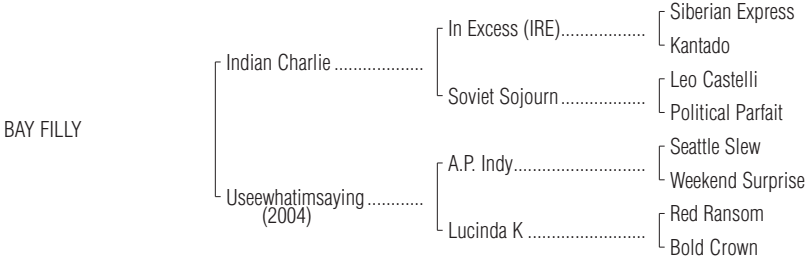 Siberian Express
In Excess (IRE)...................
Kantado
Indian Charlie ...................
Leo Castelli
Soviet Sojourn...................
Political Parfait
BAY FILLY
Seattle Slew
A.P. Indy.............................
Weekend Surprise
Useewhatimsaying ............
(2004)
Red Ransom
Lucinda K .........................
Bold Crown